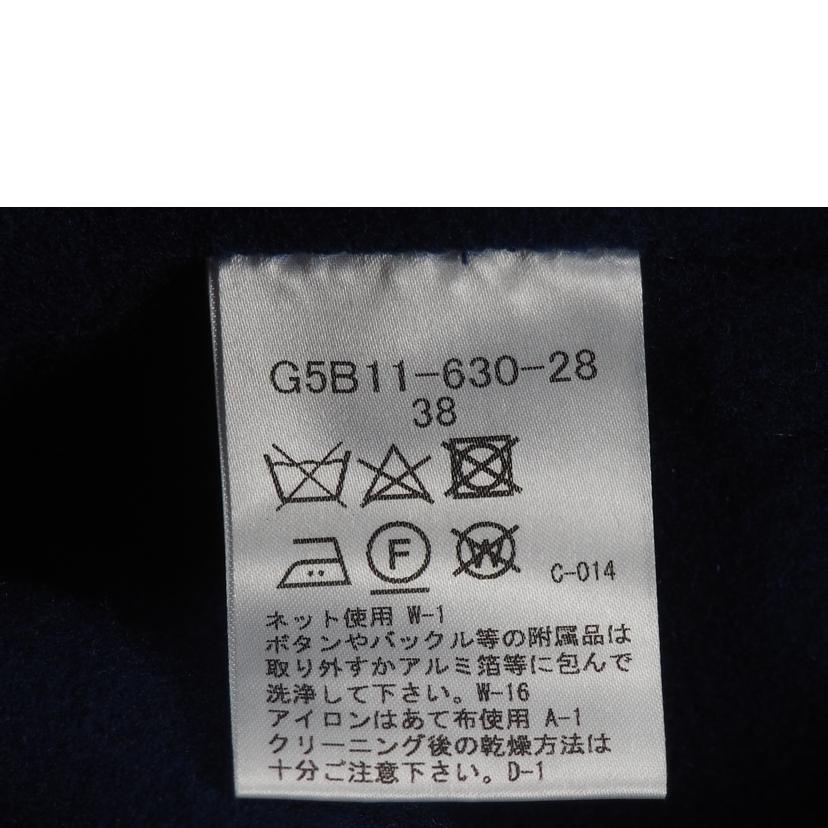 G5B11-630-28
38
F W C-014
ネット使用 W-1
ボタンやバックル等の附属品は
取り外すかアルミ箔等に包んで
洗浄して下さい。W-16
アイロンはあて布使用 A-1
クリーニング後の乾燥方法は
十分ご注意下さい。D-1